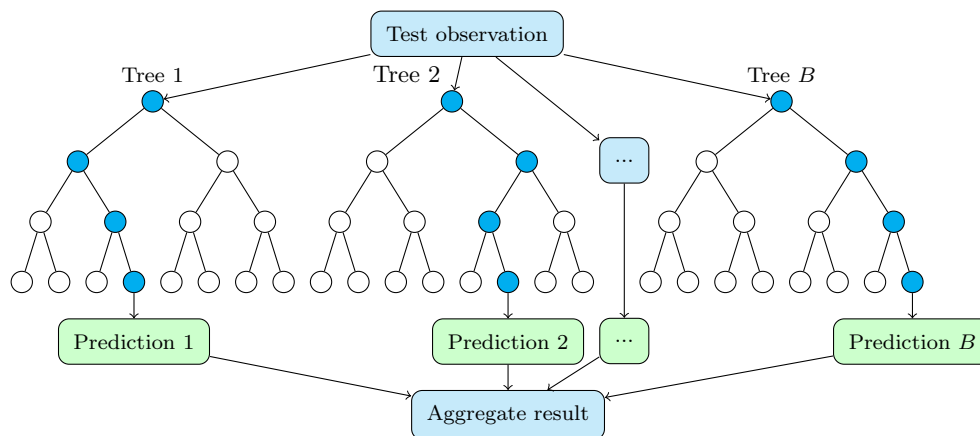 Test observation
Tree 1
Tree 2
Tree B
...
Prediction 1
Prediction 2
...
Prediction B
Aggregate result